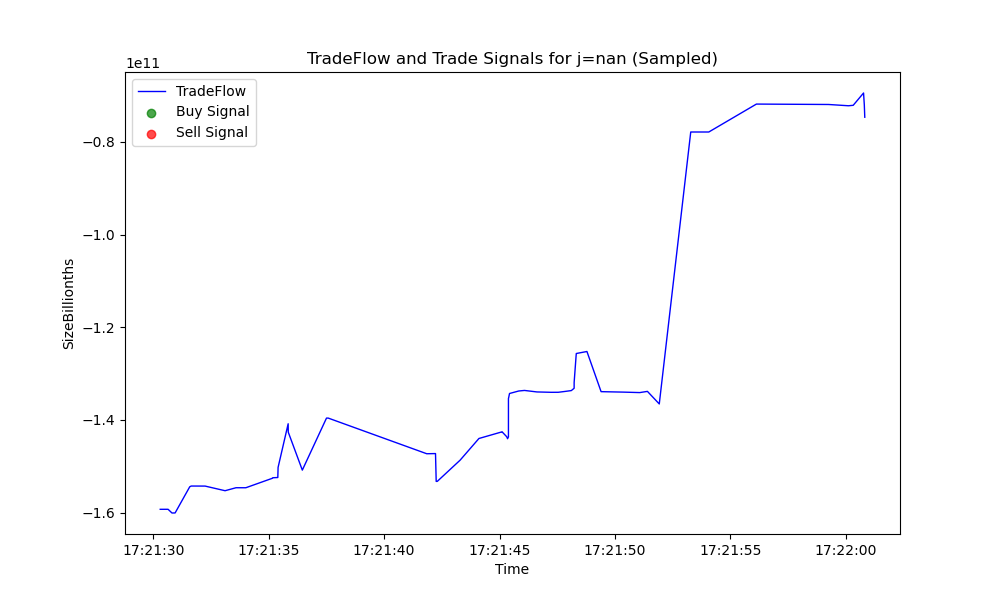 TradeFlow and Trade Signals for j=nan (Sampled)
1e11
TradeFlow
Buy Signal
Sell Signal
−0.8
−1.0
−1.2
−1.4
−1.6
SizeBillionths
17:21:30 17:21:35 17:21:40 17:21:45 17:21:50 17:21:55 17:22:00
Time